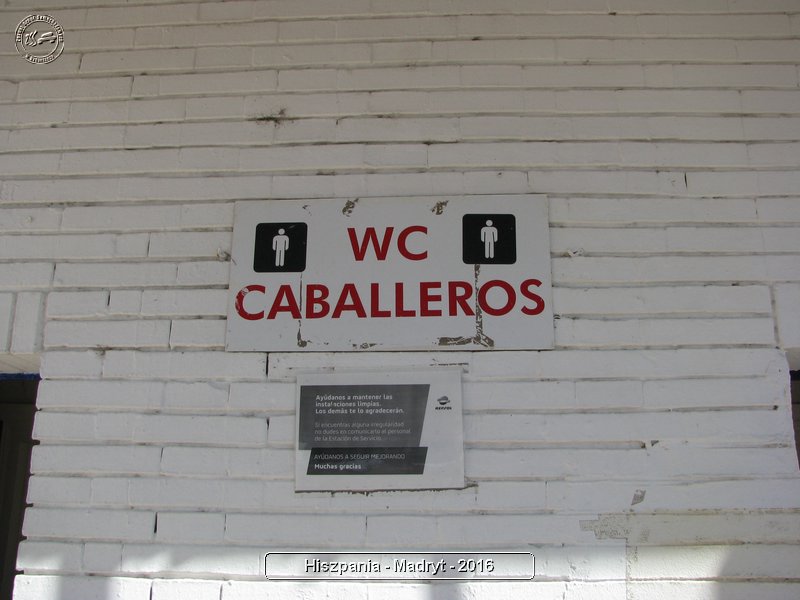 WC
CABALLEROS
Ayúdanos a mantener las
instalaciones limpias.
Los demás te lo agradecerán.
REPSOL
Si encuentras alguna irregularidad
no dudes en comunicarlo al personal
de la Estación de Servicio.
AYÚDANOS A SEGUIR MEJORANDO
Muchas gracias
Hiszpania - Madryt - 2016